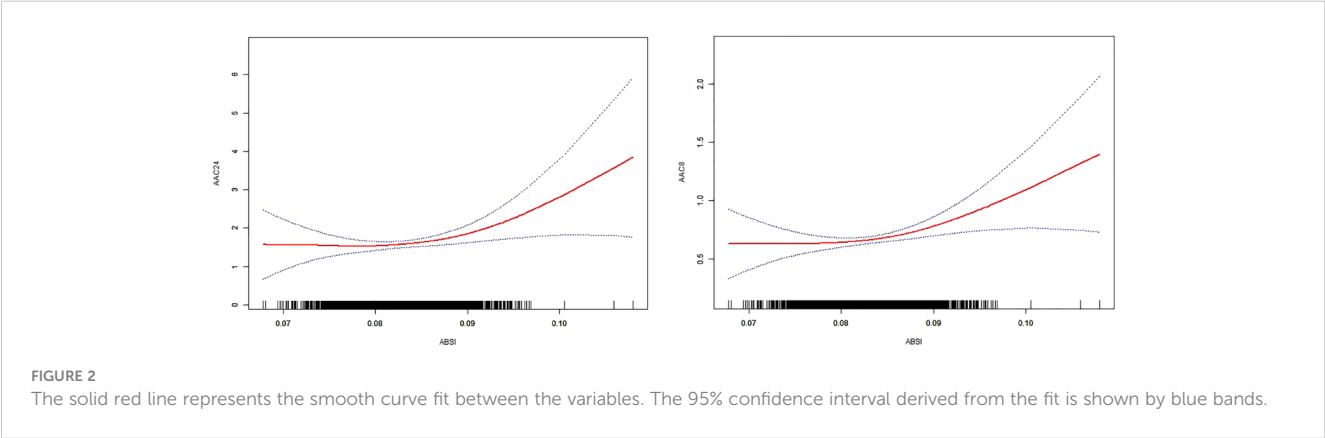 6
5
4
3
2
1
0
AAC24
0.07 0.08 0.09 0.10
ABSI
2.0
1.5
1.0
0.5
AAC8
0.07 0.08 0.09 0.10
ABSI
FIGURE 2
The solid red line represents the smooth curve fit between the variables. The 95% confidence interval derived from the fit is shown by blue bands.